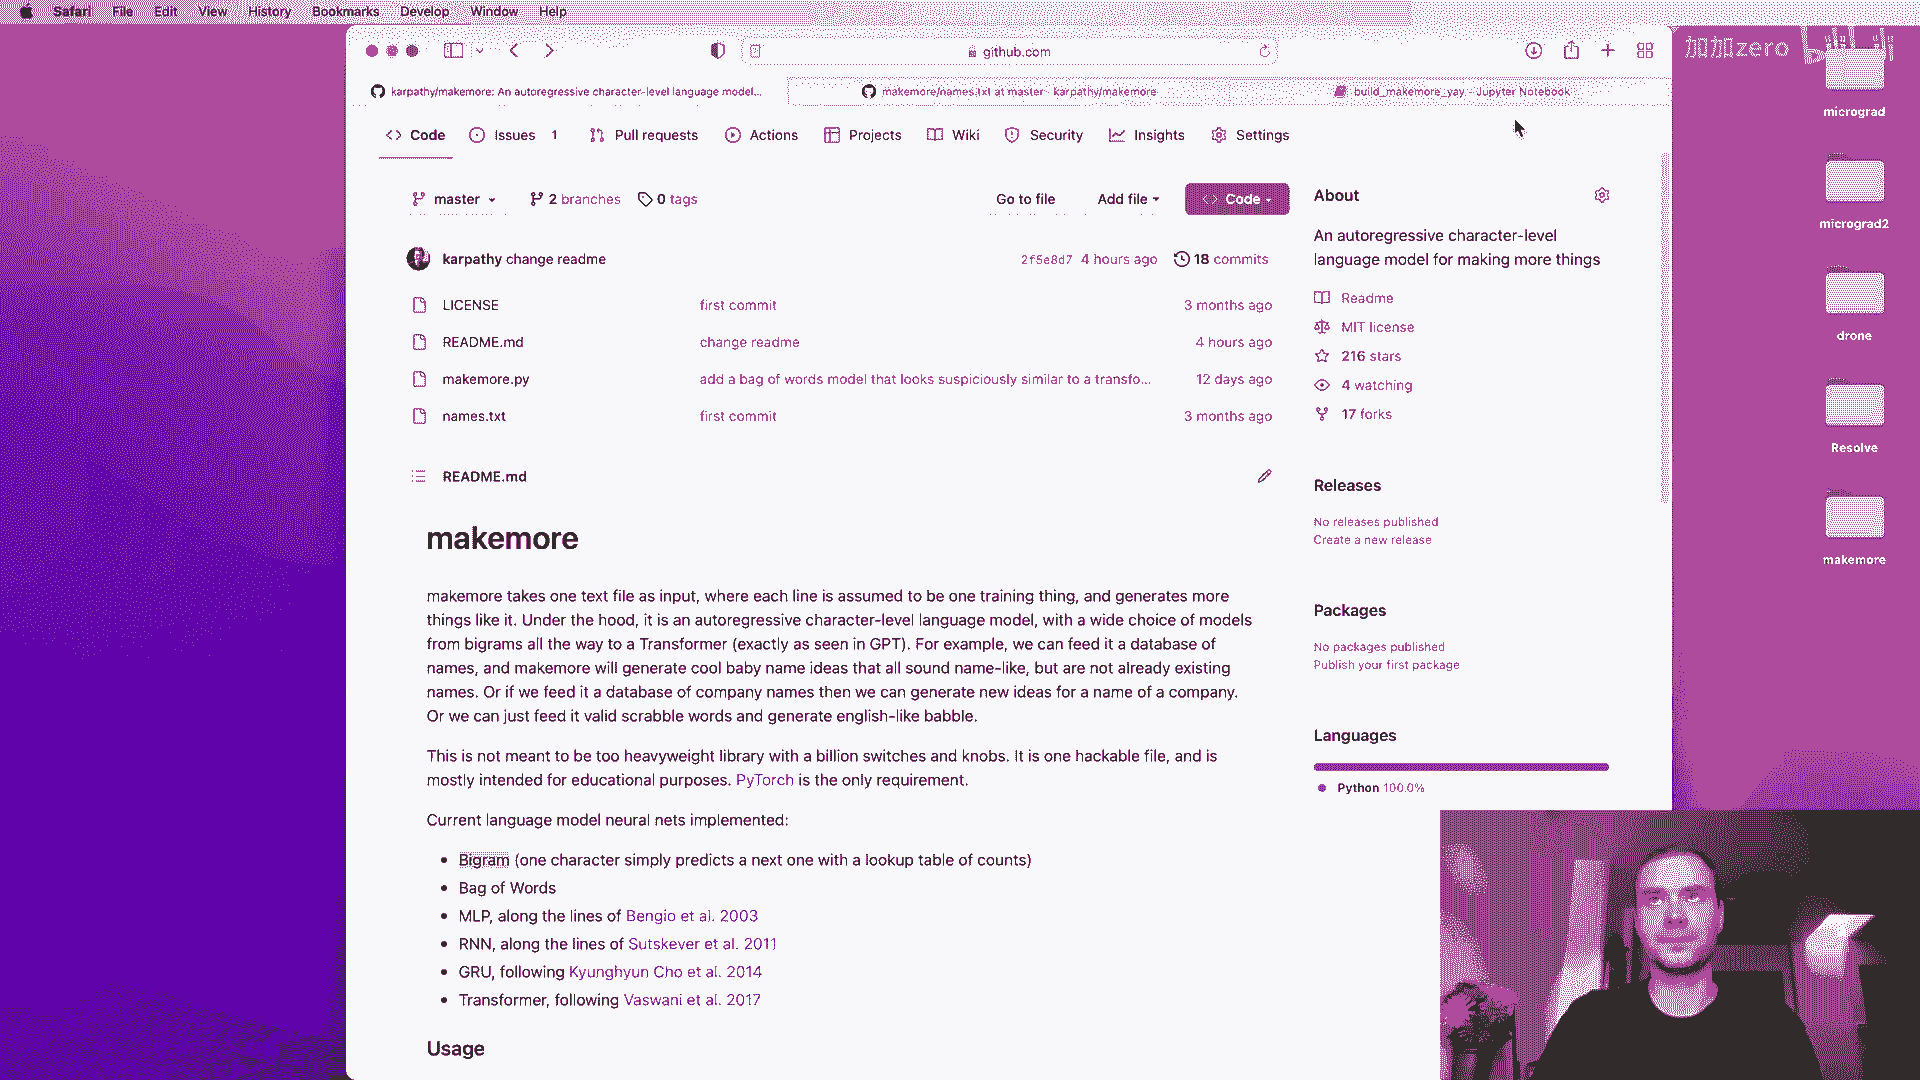 Safari File Edit View History Bookmarks Develop Window Help
github.com
加加zero bilibili
karpathy/makemore: An autoregressive character-level language model...
makemore/names.txt at master · karpathy/makemore
build_makemore_yay - Jupyter Notebook
Code Issues 1 Pull requests Actions Projects Wiki Security Insights Settings
master 2 branches 0 tags Go to file Add file Code
karpathy change readme 2f5e8d7 4 hours ago 18 commits
LICENSE first commit 3 months ago
README.md change readme 4 hours ago
makemore.py add a bag of words model that looks suspiciously similar to a transfo... 12 days ago
names.txt first commit 3 months ago
README.md
makemore
makemore takes one text file as input, where each line is assumed to be one training thing, and generates more
things like it. Under the hood, it is an autoregressive character-level language model, with a wide choice of models
from bigrams all the way to a Transformer (exactly as seen in GPT). For example, we can feed it a database of
names, and makemore will generate cool baby name ideas that all sound name-like, but are not already existing
names. Or if we feed it a database of company names then we can generate new ideas for a name of a company.
Or we can just feed it valid scrabble words and generate english-like babble.
This is not meant to be too heavyweight library with a billion switches and knobs. It is one hackable file, and is
mostly intended for educational purposes. PyTorch is the only requirement.
Current language model neural nets implemented:
• Bigram (one character simply predicts a next one with a lookup table of counts)
• Bag of Words
• MLP, along the lines of Bengio et al. 2003
• RNN, along the lines of Sutskever et al. 2011
• GRU, following Kyunghyun Cho et al. 2014
• Transformer, following Vaswani et al. 2017
Usage
About
An autoregressive character-level
language model for making more things
Readme
MIT license
216 stars
4 watching
17 forks
Releases
No releases published
Create a new release
Packages
No packages published
Publish your first package
Languages
Python 100.0%
micrograd
micrograd2
drone
Resolve
makemore